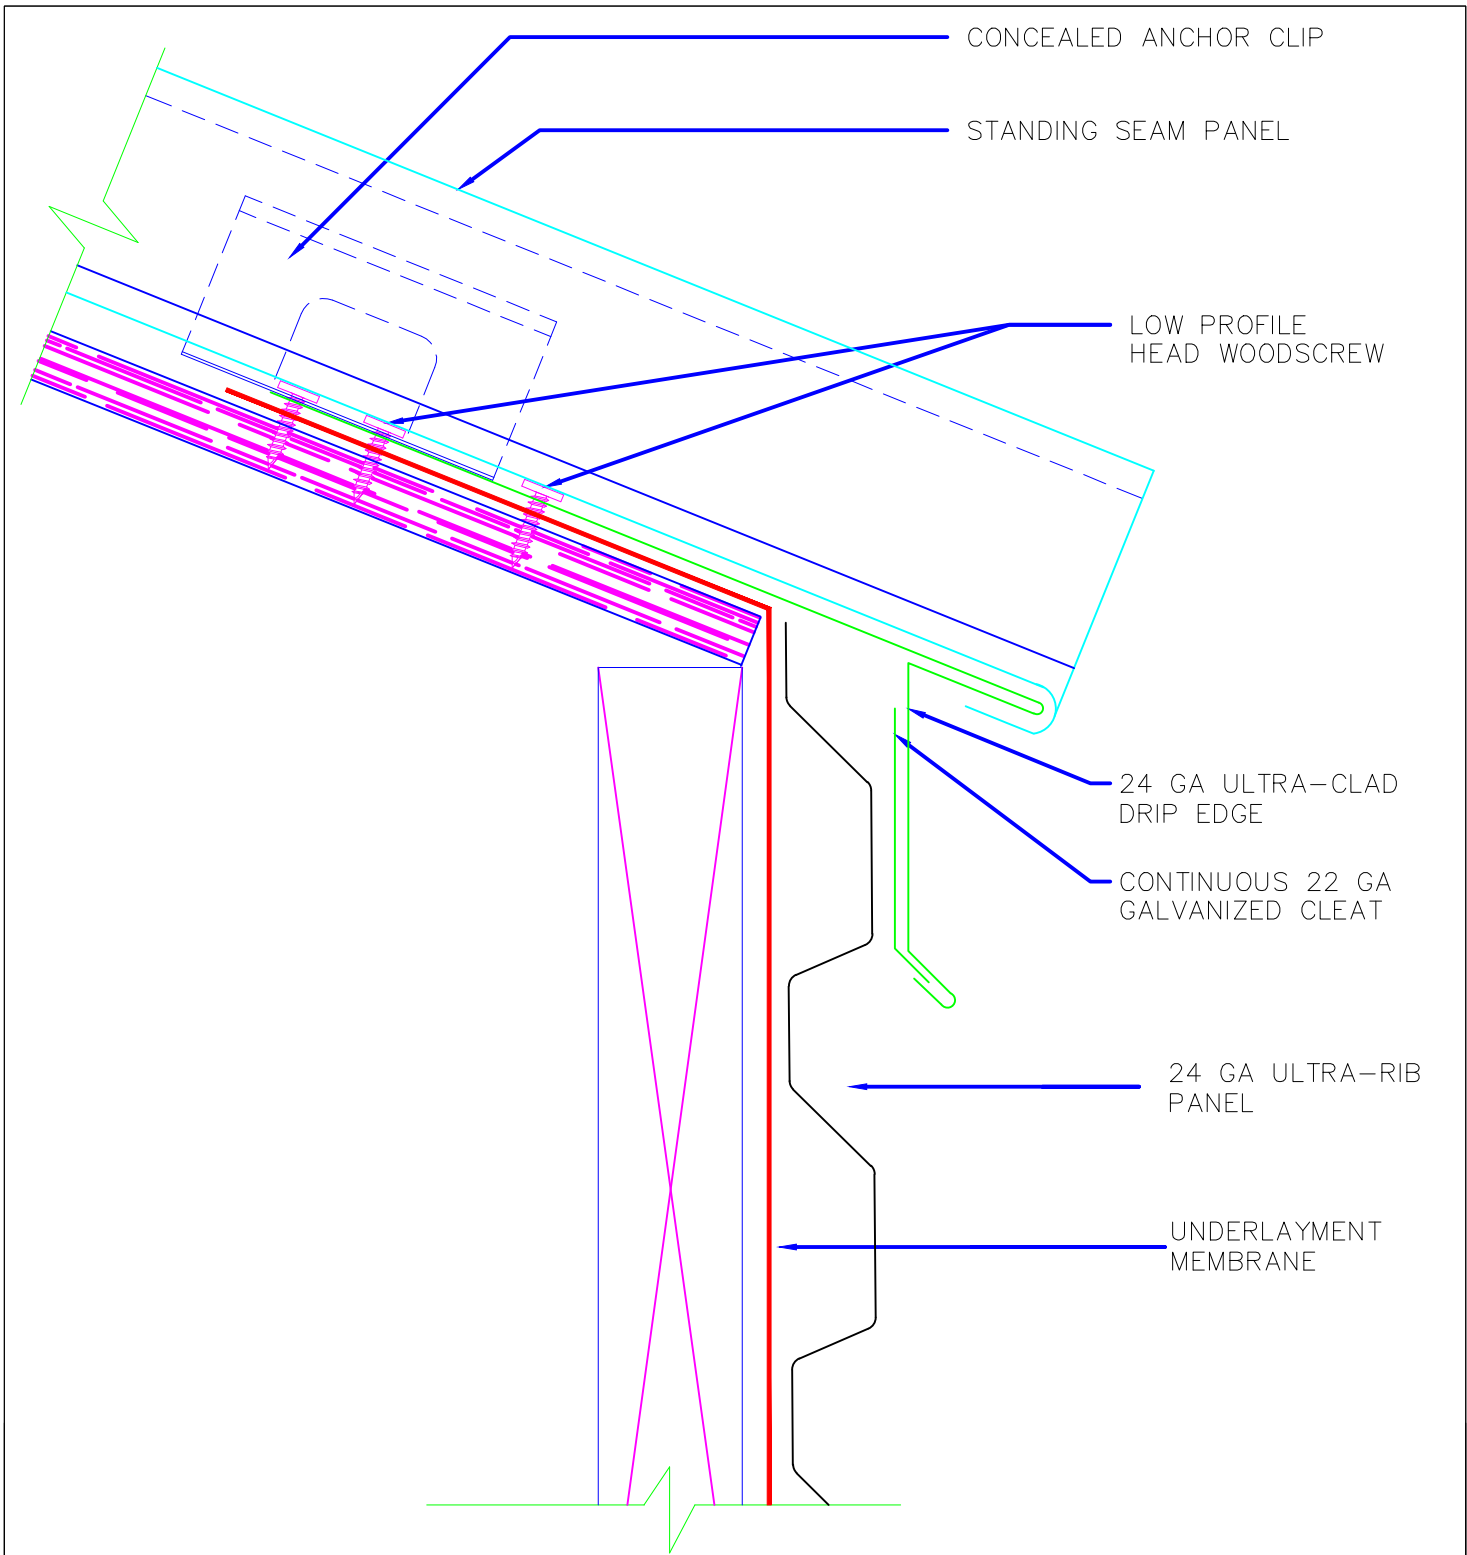 CONCEALED ANCHOR CLIP
STANDING SEAM PANEL
LOW PROFILE
HEAD WOODSCREW
24 GA ULTRA-CLAD
DRIP EDGE
CONTINUOUS 22 GA
GALVANIZED CLEAT
24 GA ULTRA-RIB
PANEL
UNDERLAYMENT
MEMBRANE